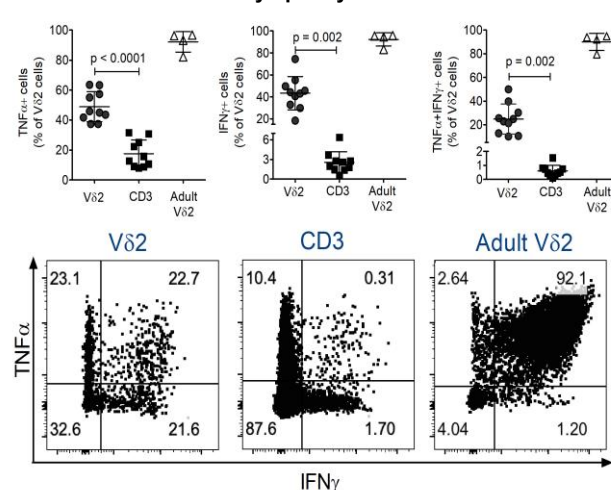 100
80
60
40
20
0
p < 0.0001
TNFα+ cells
(% of Vδ2 cells)
Vδ2
CD3
Adult
Vδ2
100
80
60
40
20
6
3
0
p = 0.002
IFNγ+ cells
(% of Vδ2 cells)
Vδ2
CD3
Adult
Vδ2
100
80
60
40
20
2
1
0
p = 0.002
TNFα+IFNγ+ cells
(% of Vδ2 cells)
Vδ2
CD3
Adult
Vδ2
Vδ2
CD3
Adult Vδ2
23.1 22.7
32.6 21.6
10.4 0.31
87.6 1.70
2.64 92.1
4.04 1.20
TNFα
IFNγ